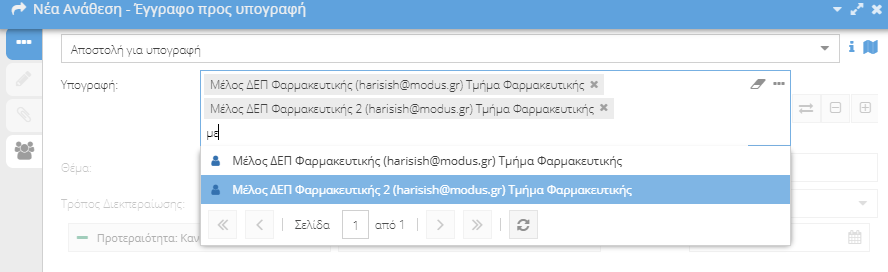 Νέα Ανάθεση - Έγγραφο προς υπογραφή
Αποστολή για υπογραφή
Υπογραφή:
Μέλος ΔΕΠ Φαρμακευτικής (harisish@modus.gr) Τμήμα Φαρμακευτικής
Μέλος ΔΕΠ Φαρμακευτικής 2 (harisish@modus.gr) Τμήμα Φαρμακευτικής
με
Θέμα:
Μέλος ΔΕΠ Φαρμακευτικής (harisish@modus.gr) Τμήμα Φαρμακευτικής
Μέλος ΔΕΠ Φαρμακευτικής 2 (harisish@modus.gr) Τμήμα Φαρμακευτικής
Τρόπος Διεκπεραίωσης:
Σελίδα 1 από 1
Προτεραιότητα: